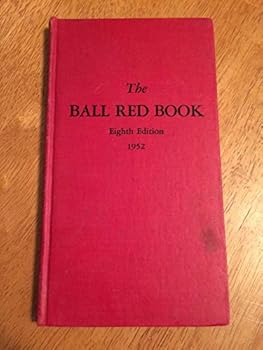 The
BALL RED BOOK
Eighth Edition
1952